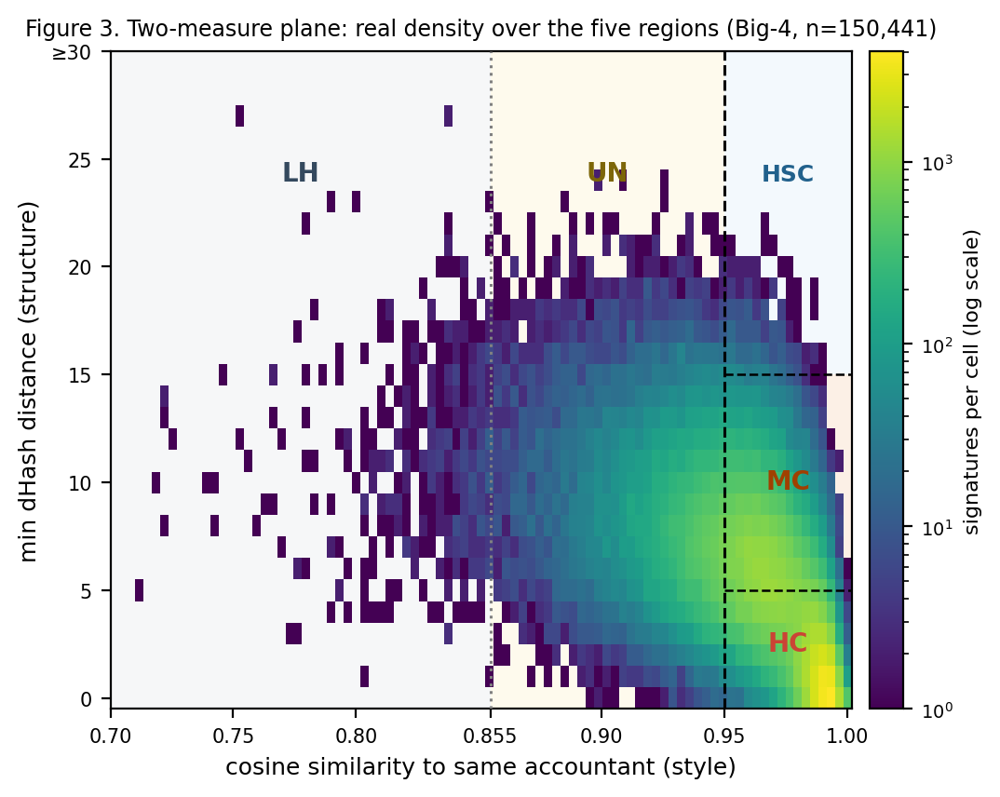 Figure 3. Two-measure plane: real density over the five regions (Big-4, n=150,441)
≥30
25
20
15
10
5
0
min dHash distance (structure)
LH
UN
HSC
MC
HC
0.70
0.75
0.80
0.855
0.90
0.95
1.00
cosine similarity to same accountant (style)
10³
10²
10¹
10⁰
signatures per cell (log scale)